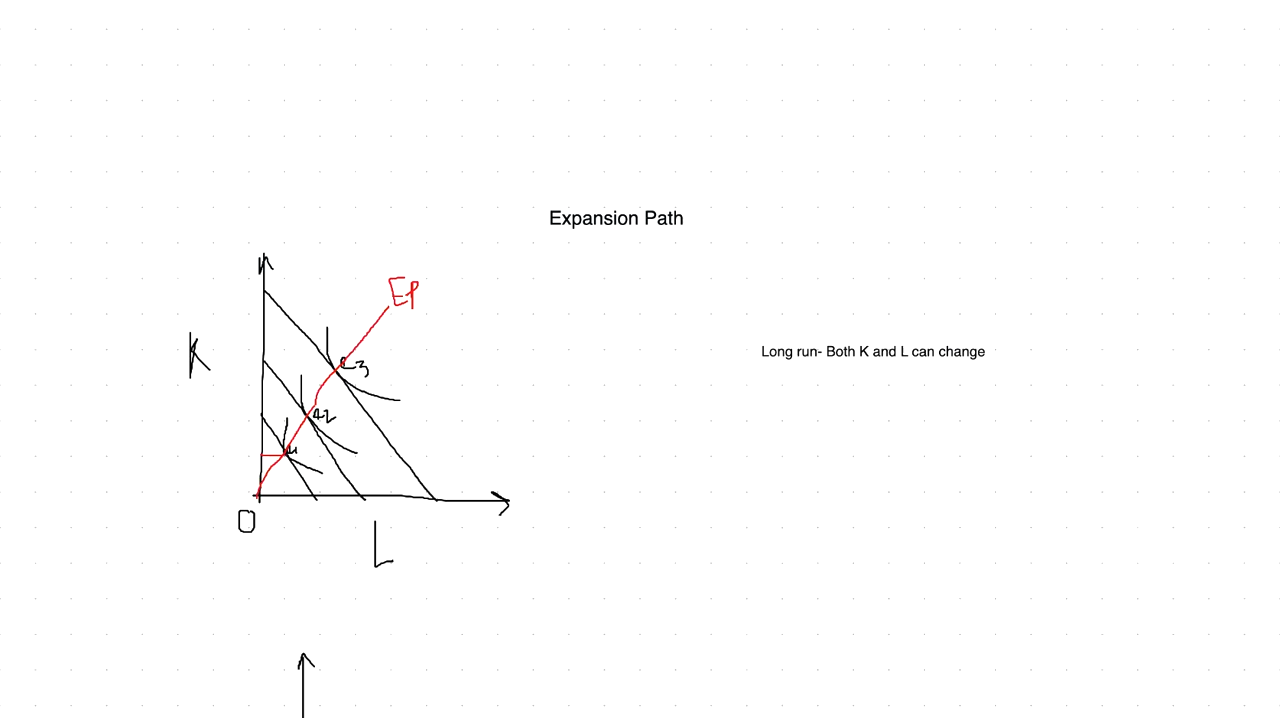 Expansion Path
EP
Long run- Both K and L can change
K
e3
e2
O
L